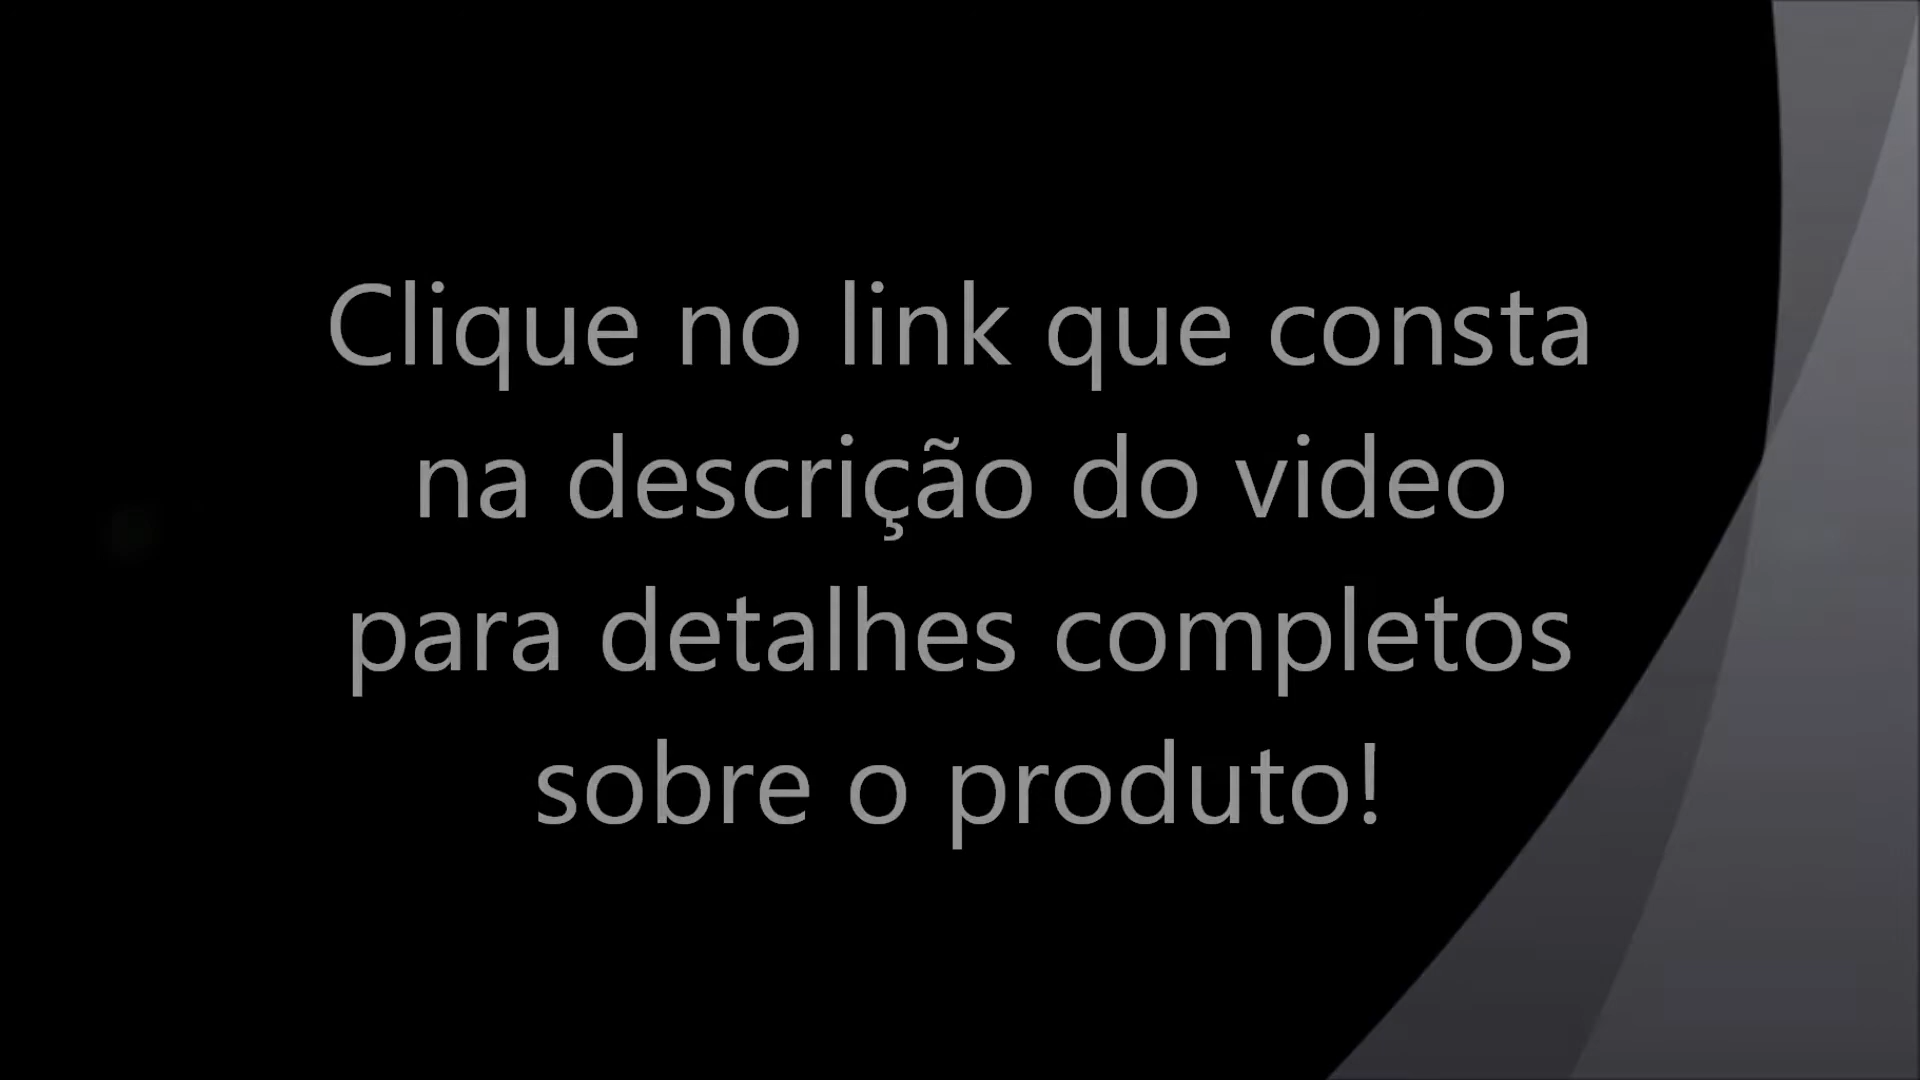 Clique no link que consta
na descrição do video
para detalhes completos
sobre o produto!